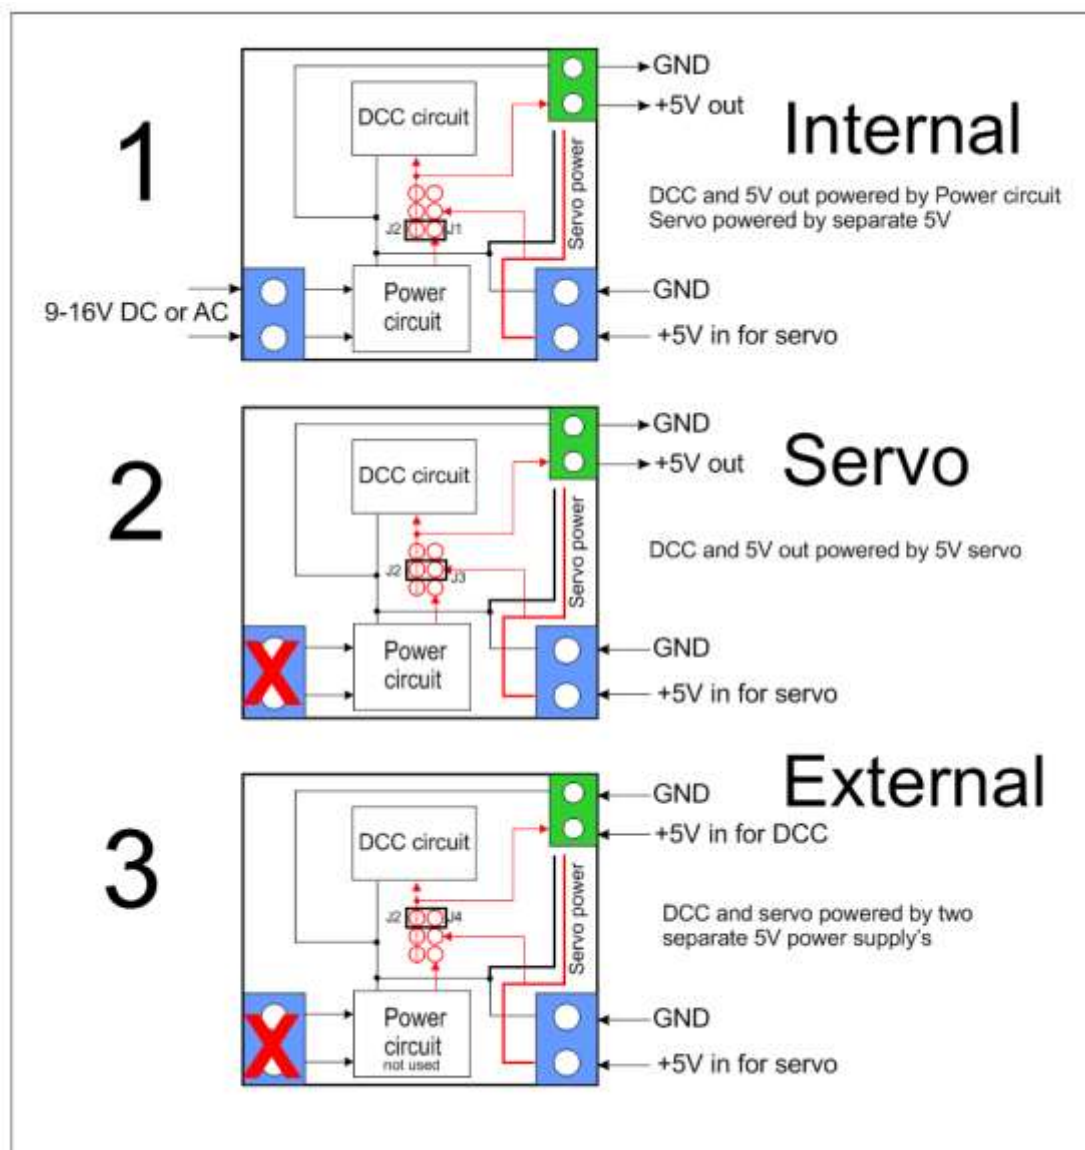 1
Internal
DCC and 5V out powered by Power circuit
Servo powered by separate 5V
GND
+5V out
DCC circuit
Servo power
J2
J1
9-16V DC or AC
Power
circuit
GND
+5V in for servo
2
Servo
DCC and 5V out powered by 5V servo
GND
+5V out
DCC circuit
Servo power
J2
J3
X
Power
circuit
GND
+5V in for servo
3
External
DCC and servo powered by two
separate 5V power supply's
GND
+5V in for DCC
DCC circuit
Servo power
J2
J4
X
Power
circuit
not used
GND
+5V in for servo